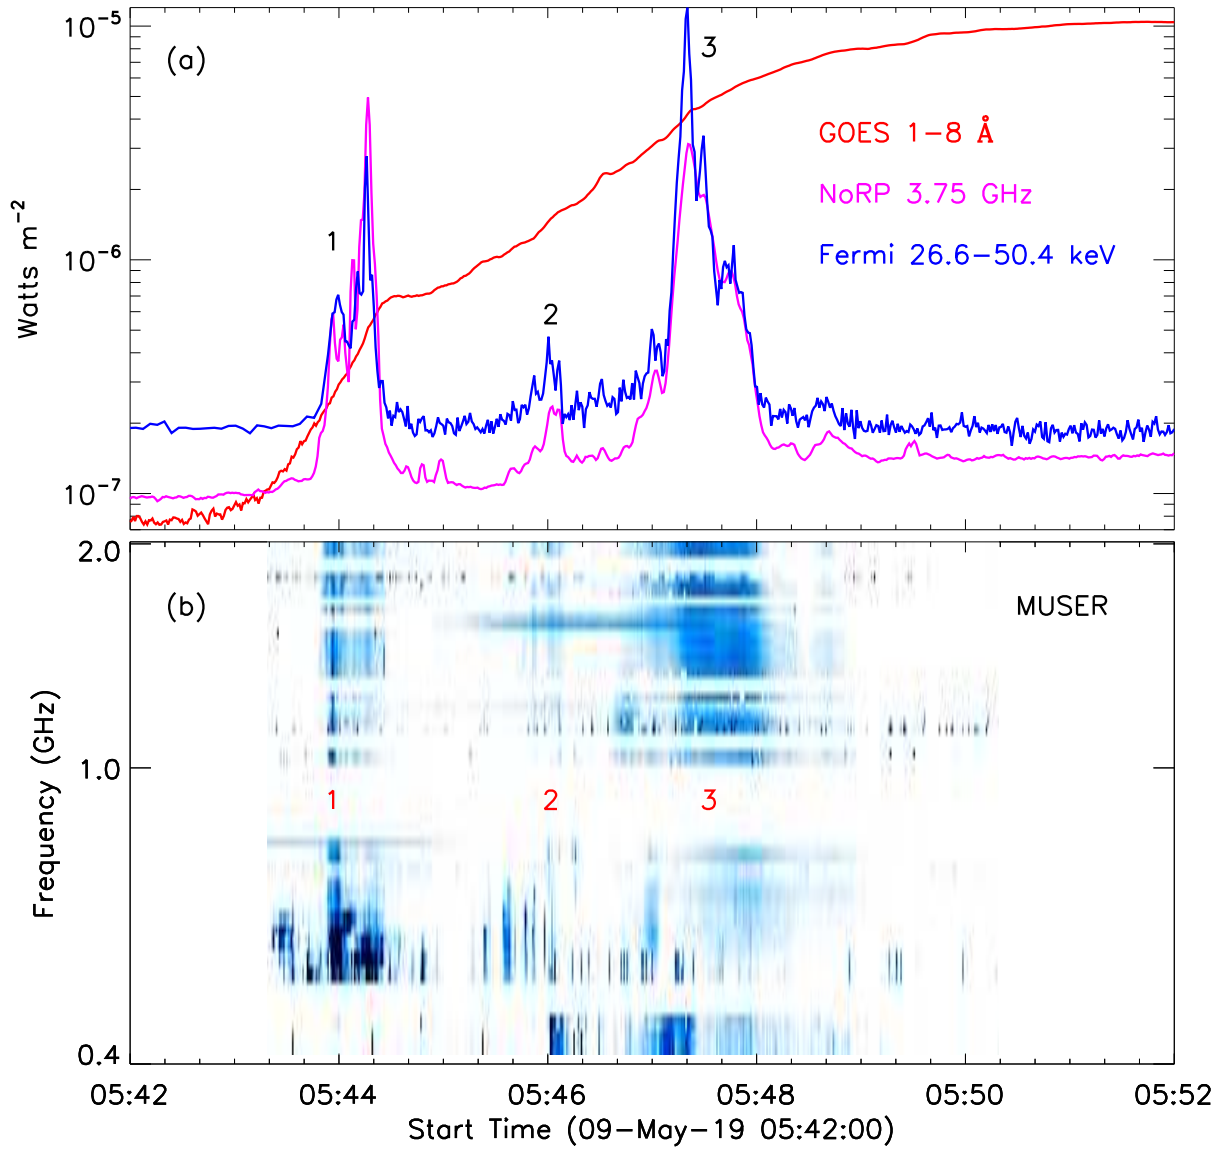 10⁻⁵
(a)
3
GOES 1−8 Å
NoRP 3.75 GHz
1
Fermi 26.6−50.4 keV
10⁻⁶
Watts m⁻²
2
10⁻⁷
2.0
(b)
MUSER
Frequency (GHz)
1.0
1 2 3
0.4
05:42 05:44 05:46 05:48 05:50 05:52
Start Time (09−May−19 05:42:00)